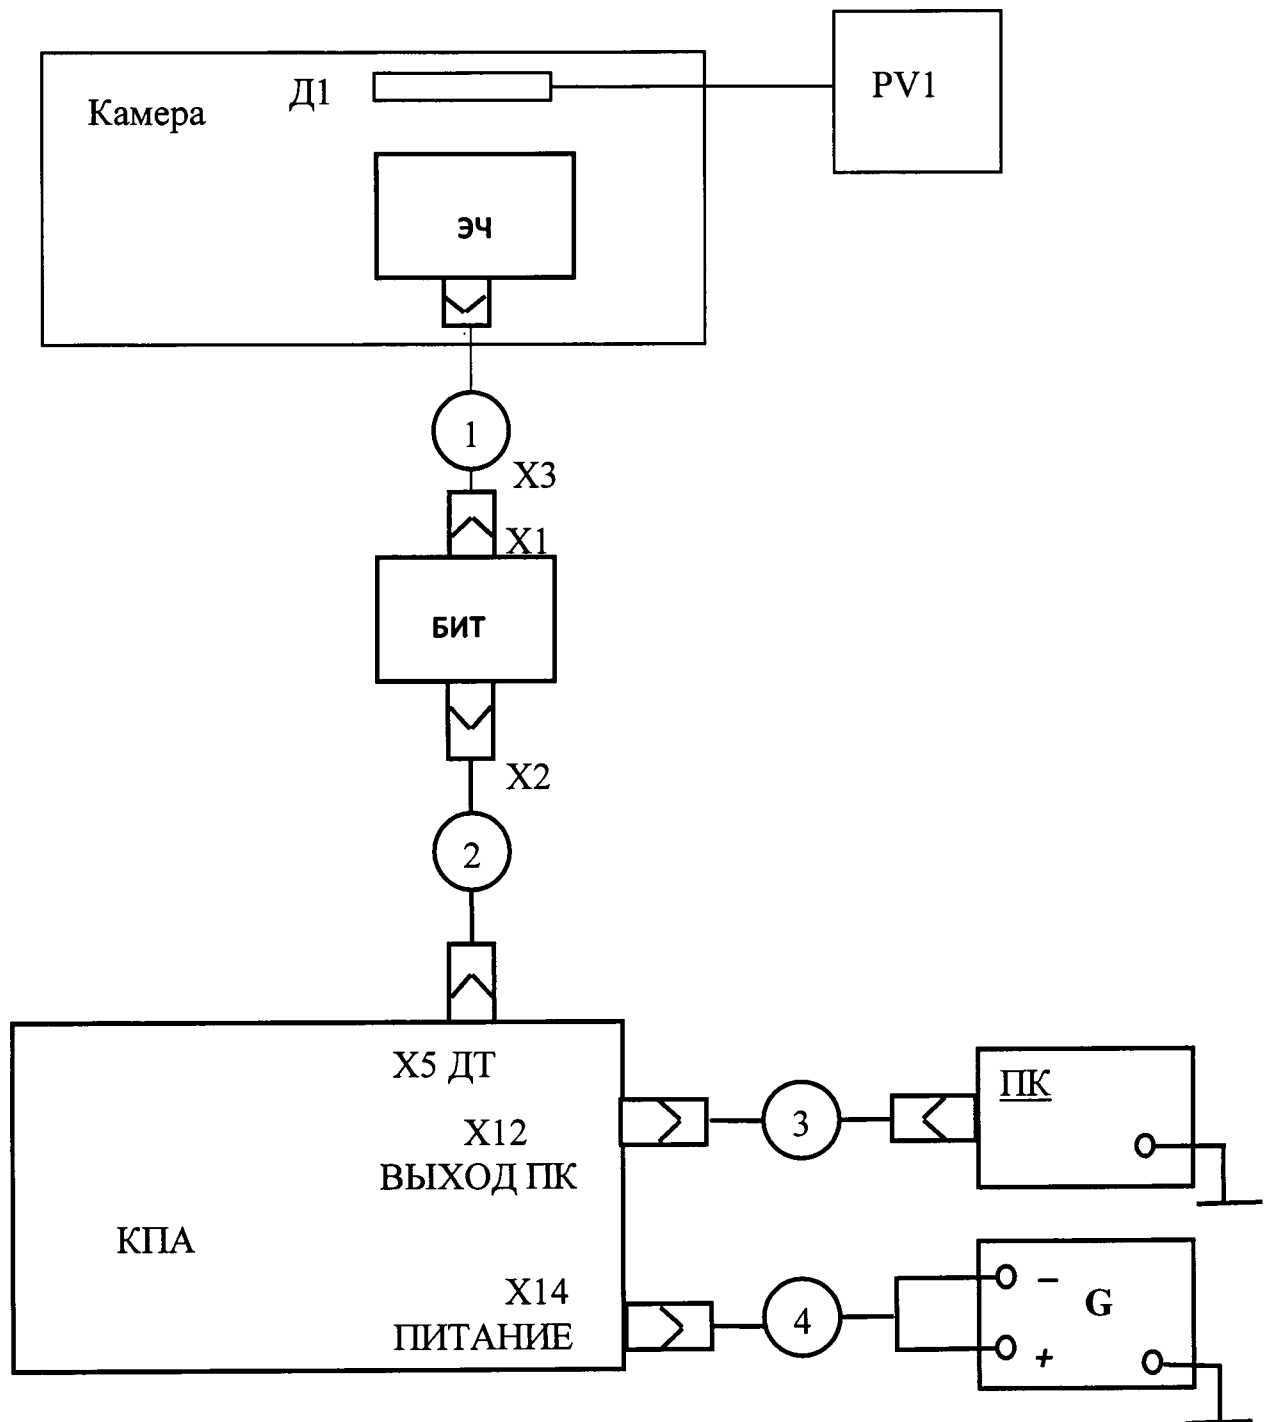 PV1
Д1
Камера
ЭЧ
1
X3
X1
БИТ
X2
2
X5 ДТ
X12
ВЫХОД ПК
3
ПК
КПА
X14
ПИТАНИЕ
4
−
G
+